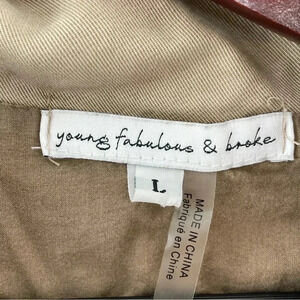 young fabulous & broke
L
MADE IN CHINA
Fabriqué en Chine